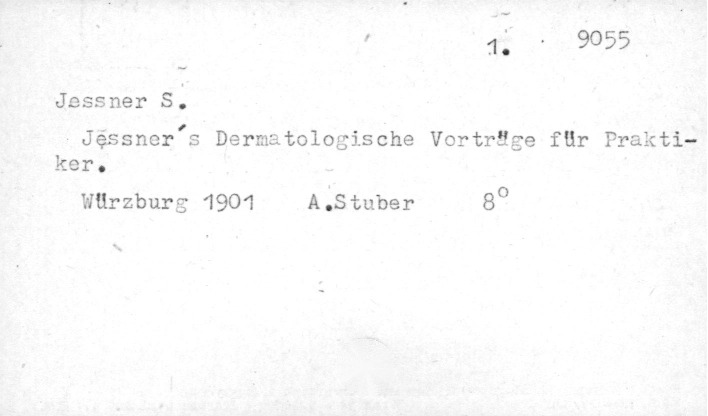 1. 9055
Jessner S.
Jessner's Dermatologische Vorträge für Prakti-
ker.
Würzburg 1901 A.Stuber 8°